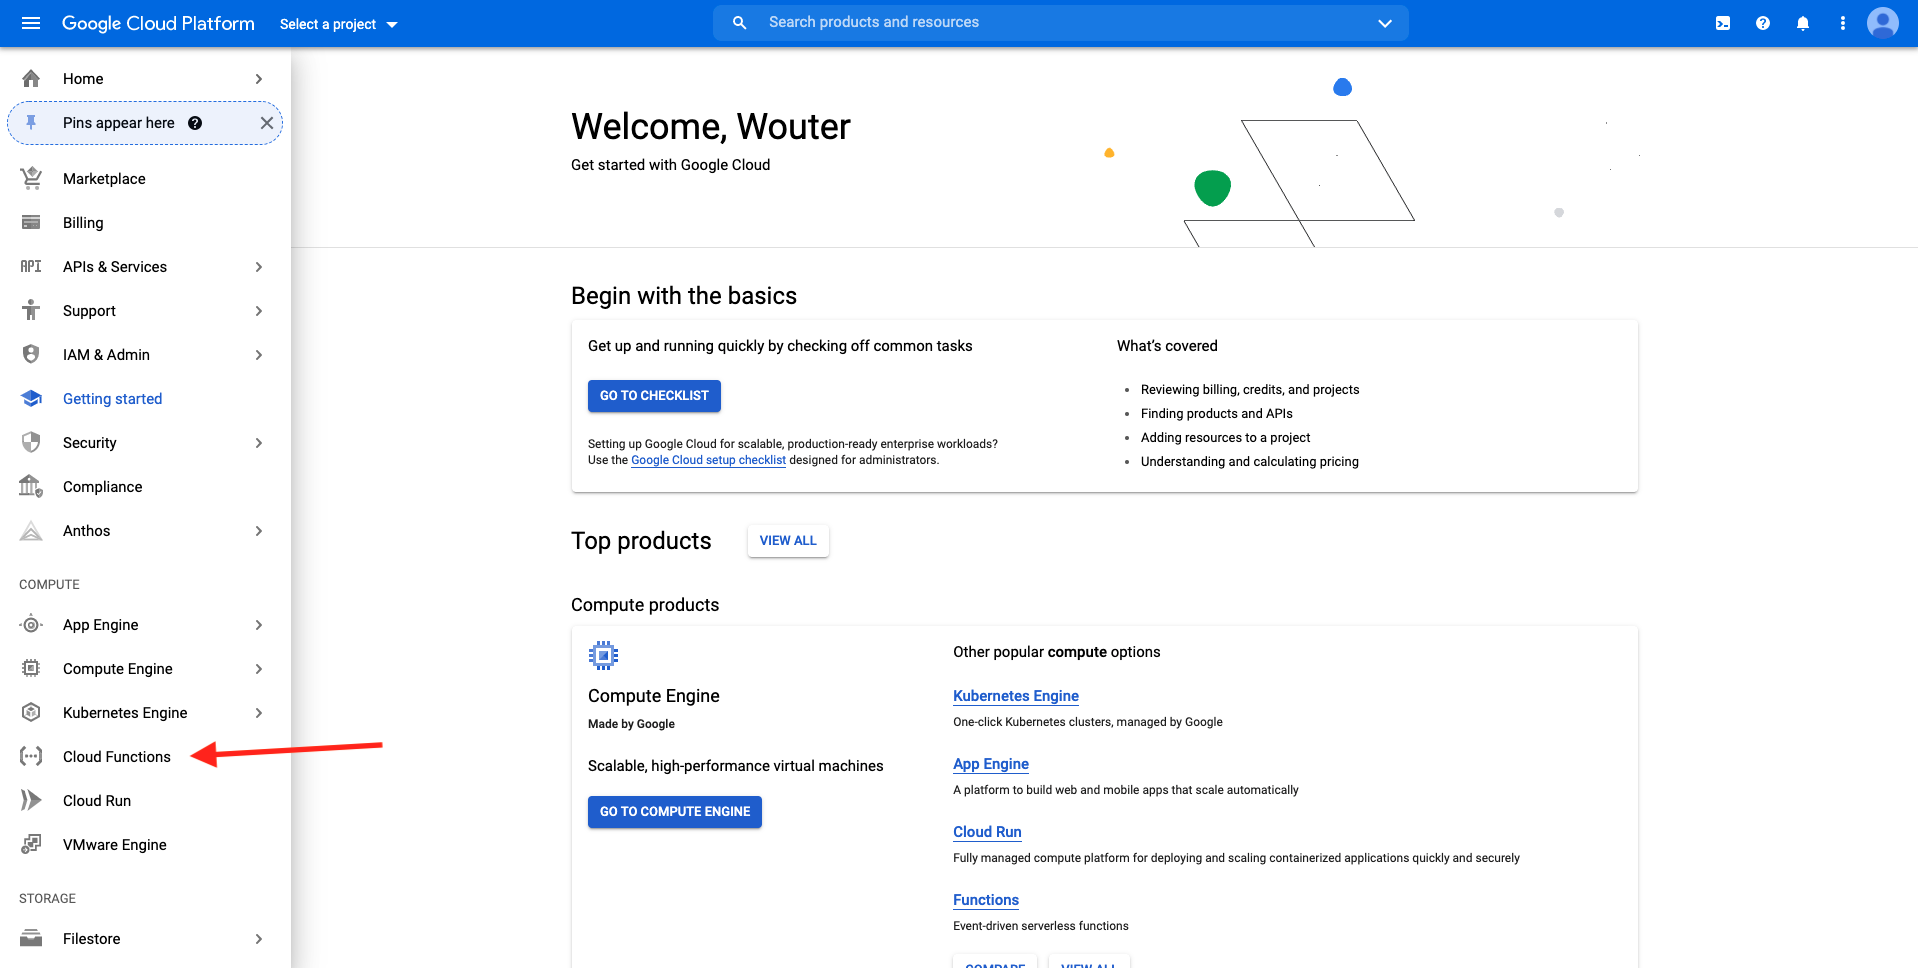 Google Cloud Platform
Select a project
Search products and resources
Home
Pins appear here
Marketplace
Billing
API APIs & Services
Support
IAM & Admin
Getting started
Security
Compliance
Anthos
COMPUTE
App Engine
Compute Engine
Kubernetes Engine
Cloud Functions
Cloud Run
VMware Engine
STORAGE
Filestore
Welcome, Wouter
Get started with Google Cloud
Begin with the basics
Get up and running quickly by checking off common tasks
GO TO CHECKLIST
Setting up Google Cloud for scalable, production-ready enterprise workloads?
Use the Google Cloud setup checklist designed for administrators.
What's covered
Reviewing billing, credits, and projects
Finding products and APIs
Adding resources to a project
Understanding and calculating pricing
Top products
VIEW ALL
Compute products
Compute Engine
Made by Google
Scalable, high-performance virtual machines
GO TO COMPUTE ENGINE
Other popular compute options
Kubernetes Engine
One-click Kubernetes clusters, managed by Google
App Engine
A platform to build web and mobile apps that scale automatically
Cloud Run
Fully managed compute platform for deploying and scaling containerized applications quickly and securely
Functions
Event-driven serverless functions
COMPARE
VIEW ALL